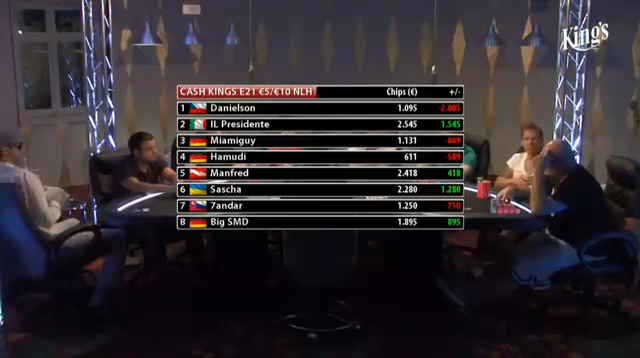 King's
CASH KINGS E21 €5/€10 NLH Chips (€) +/-
1 Danielson 1.095 -2.005
2 IL Presidente 2.545 1.545
3 Miamiguy 1.131 -869
4 Hamudi 611 -589
5 Manfred 2.418 418
6 Sascha 2.280 1.280
7 7andar 1.250 -750
8 Big SMD 1.895 895